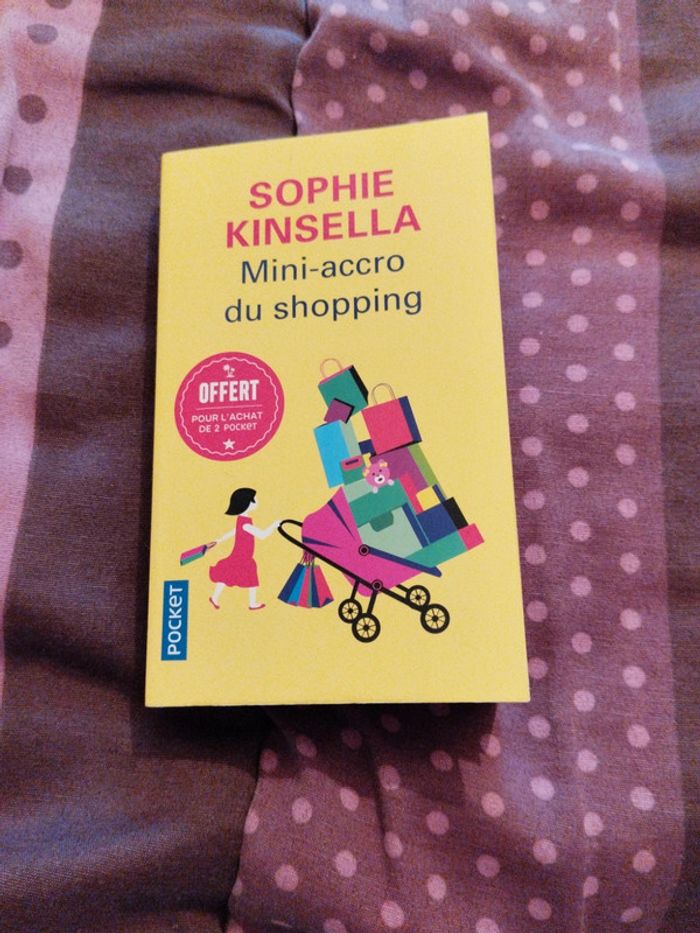 SOPHIE
KINSELLA
Mini-accro
du shopping
OFFERT
POUR L'ACHAT
DE 2 POCKET
POCKET